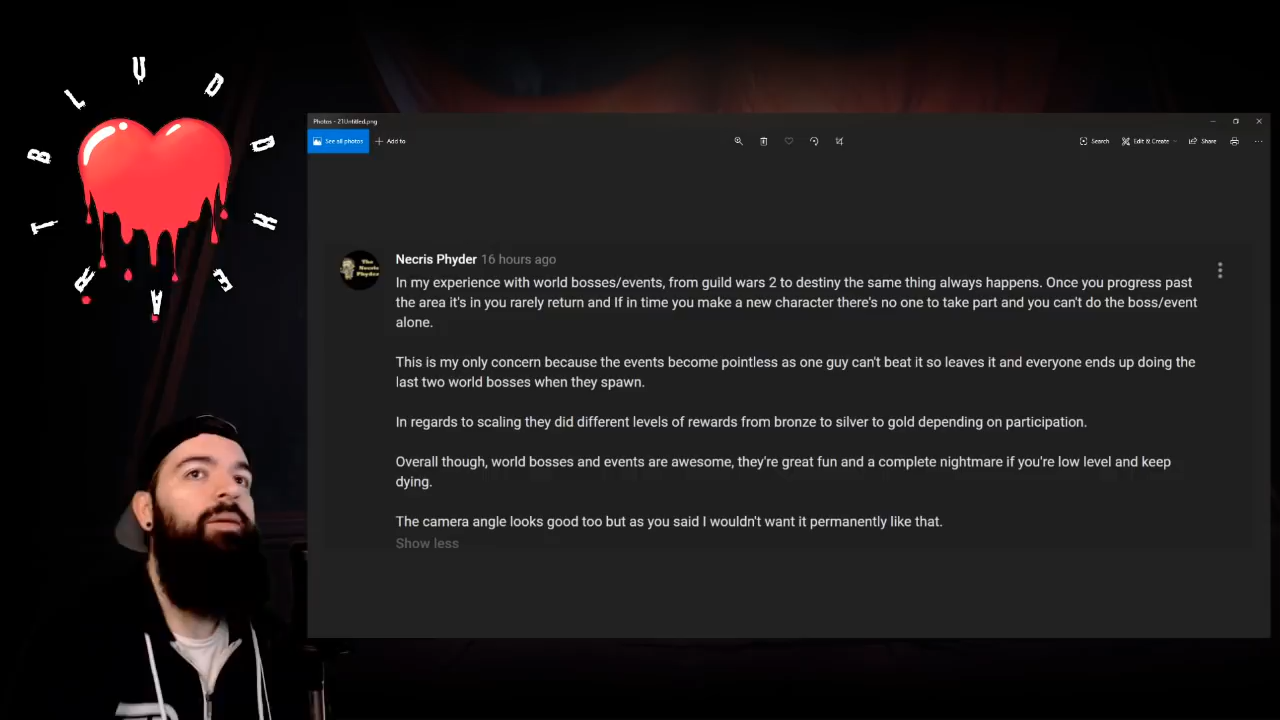 BLUDDHEART
Photos - 21Untitled.png
See all photos
Add to
Search
Edit & Create
Share
The Necris Phyder
Necris Phyder 16 hours ago
In my experience with world bosses/events, from guild wars 2 to destiny the same thing always happens. Once you progress past
the area it's in you rarely return and If in time you make a new character there's no one to take part and you can't do the boss/event
alone.
This is my only concern because the events become pointless as one guy can't beat it so leaves it and everyone ends up doing the
last two world bosses when they spawn.
In regards to scaling they did different levels of rewards from bronze to silver to gold depending on participation.
Overall though, world bosses and events are awesome, they're great fun and a complete nightmare if you're low level and keep
dying.
The camera angle looks good too but as you said I wouldn't want it permanently like that.
Show less